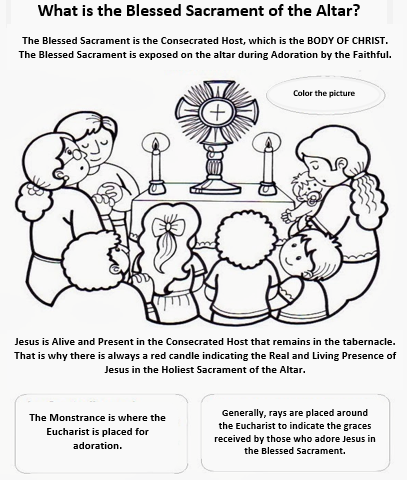 What is the Blessed Sacrament of the Altar?
The Blessed Sacrament is the Consecrated Host, which is the BODY OF CHRIST.
The Blessed Sacrament is exposed on the altar during Adoration by the Faithful.
Color the picture
Jesus is Alive and Present in the Consecrated Host that remains in the tabernacle.
That is why there is always a red candle indicating the Real and Living Presence of
Jesus in the Holiest Sacrament of the Altar.
The Monstrance is where the
Eucharist is placed for
adoration.
Generally, rays are placed around
the Eucharist to indicate the graces
received by those who adore Jesus in
the Blessed Sacrament.